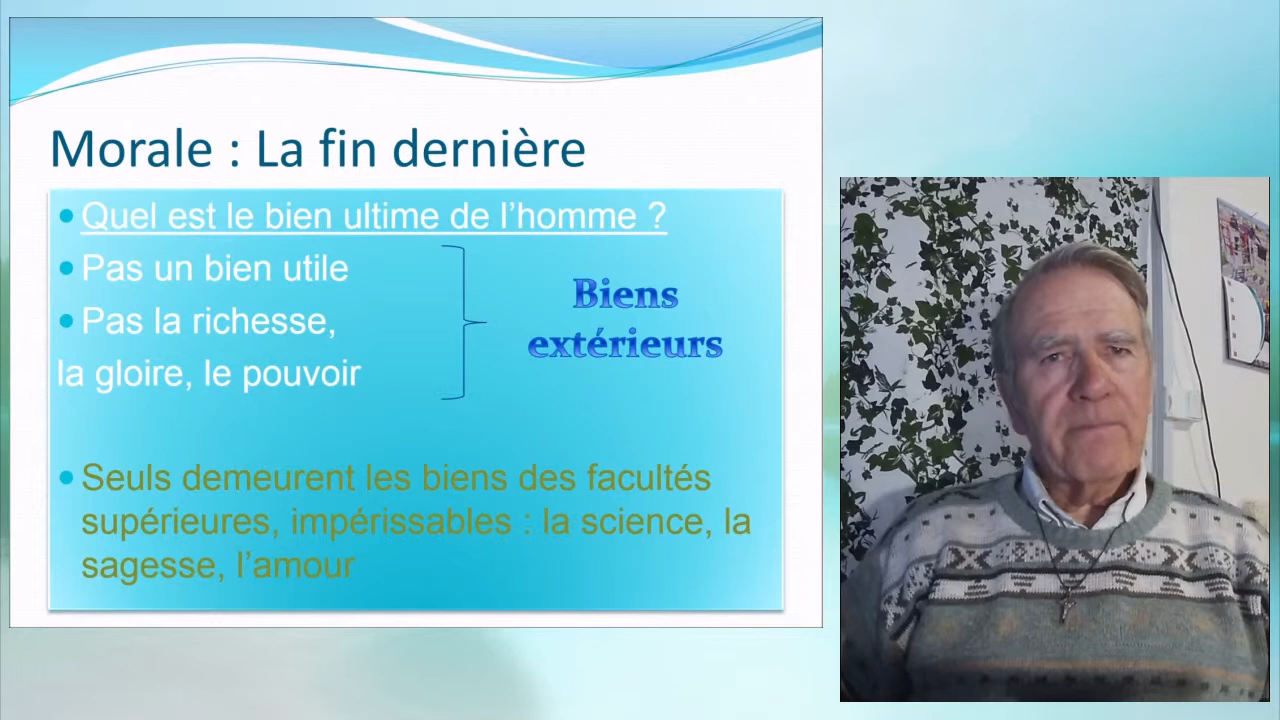 Morale : La fin dernière
Quel est le bien ultime de l’homme ?
Pas un bien utile
Pas la richesse,
la gloire, le pouvoir
Biens
extérieurs
Seuls demeurent les biens des facultés
supérieures, impérissables : la science, la
sagesse, l’amour